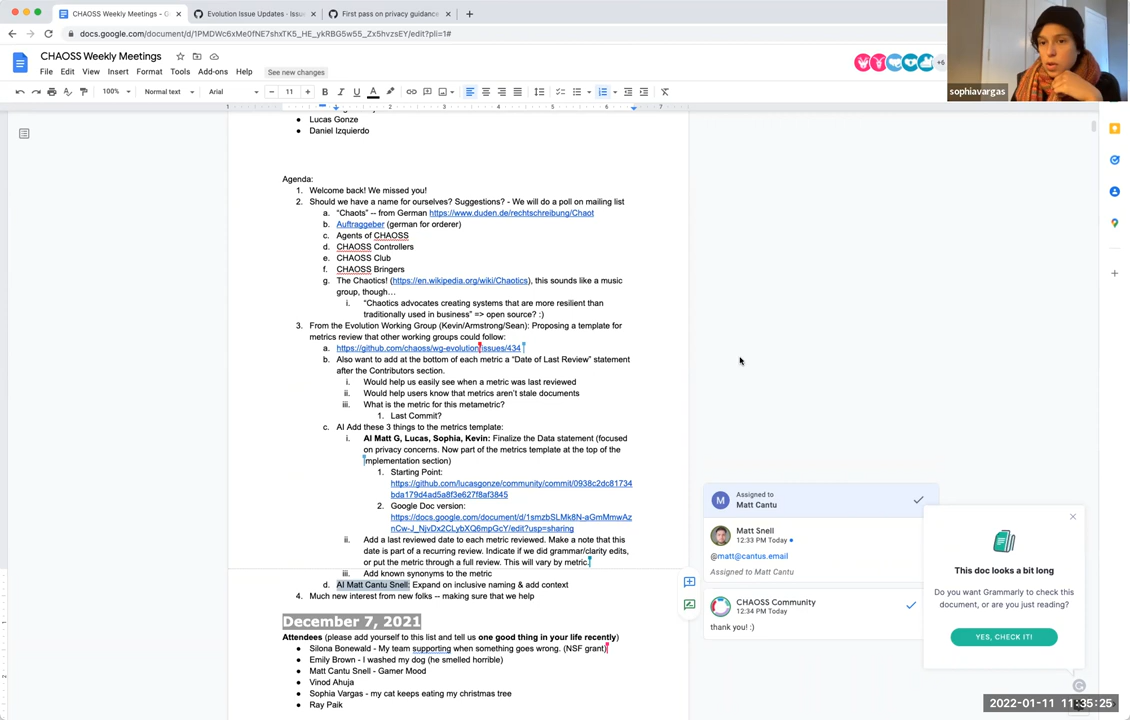 CHAOSS Weekly Meetings - G
Evolution Issue Updates · Issue
First pass on privacy guidance
docs.google.com/document/d/1PMDWc6xMe0fNE7shxTK5_HE_ykRBG5w55_Zx5hvzsEY/edit?pli=1#
CHAOSS Weekly Meetings
File Edit View Insert Format Tools Add-ons Help See new changes
+6
sophiavargas
100% Normal text Arial 11
1 1 2 3 4 5 6 7
Lucas Gonze
Daniel Izquierdo
Agenda:
1. Welcome back! We missed you!
2. Should we have a name for ourselves? Suggestions? - We will do a poll on mailing list
a. "Chaots" -- from German https://www.duden.de/rechtschreibung/Chaot
b. Auftraggeber (german for orderer)
c. Agents of CHAOSS
d. CHAOSS Controllers
e. CHAOSS Club
f. CHAOSS Bringers
g. The Chaotics! (https://en.wikipedia.org/wiki/Chaotics), this sounds like a music
group, though…
i. "Chaotics advocates creating systems that are more resilient than
traditionally used in business" => open source? :)
3. From the Evolution Working Group (Kevin/Armstrong/Sean): Proposing a template for
metrics review that other working groups could follow:
a. https://github.com/chaoss/wg-evolution/issues/434
b. Also want to add at the bottom of each metric a "Date of Last Review" statement
after the Contributors section.
i. Would help us easily see when a metric was last reviewed
ii. Would help users know that metrics aren't stale documents
iii. What is the metric for this metametric?
1. Last Commit?
c. AI Add these 3 things to the metrics template:
i. AI Matt G, Lucas, Sophia, Kevin: Finalize the Data statement (focused
on privacy concerns. Now part of the metrics template at the top of the
implementation section)
1. Starting Point:
https://github.com/lucasgonze/community/commit/0938c2dc81734
bda179d4ad5a8f3e627f8af3845
2. Google Doc version:
https://docs.google.com/document/d/1smzbSLMk8N-aGmMmwAz
nCw-J_NjvDx2CLybXQ6mpGcY/edit?usp=sharing
ii. Add a last reviewed date to each metric reviewed. Make a note that this
date is part of a recurring review. Indicate if we did grammar/clarity edits,
or put the metric through a full review. This will vary by metric.
iii. Add known synonyms to the metric
d. AI Matt Cantu Snell: Expand on inclusive naming & add context
4. Much new interest from new folks -- making sure that we help
December 7, 2021
Attendees (please add yourself to this list and tell us one good thing in your life recently)
Silona Bonewald - My team supporting when something goes wrong. (NSF grant)
Emily Brown - I washed my dog (he smelled horrible)
Matt Cantu Snell - Gamer Mood
Vinod Ahuja
Sophia Vargas - my cat keeps eating my christmas tree
Ray Paik
M
Assigned to
Matt Cantu
Matt Snell
12:33 PM Today
@matt@cantus.email
Assigned to Matt Cantu
CHAOSS Community
12:34 PM Today
thank you! :)
This doc looks a bit long
Do you want Grammarly to check this
document, or are you just reading?
YES, CHECK IT!
2022-01-11 11:35:25